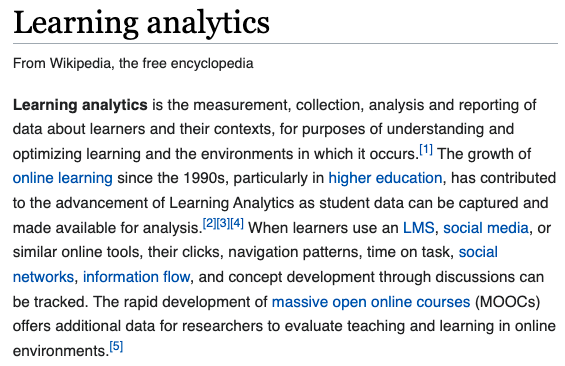 Learning analytics
From Wikipedia, the free encyclopedia
Learning analytics is the measurement, collection, analysis and reporting of
data about learners and their contexts, for purposes of understanding and
optimizing learning and the environments in which it occurs.[1] The growth of
online learning since the 1990s, particularly in higher education, has contributed
to the advancement of Learning Analytics as student data can be captured and
made available for analysis.[2][3][4] When learners use an LMS, social media, or
similar online tools, their clicks, navigation patterns, time on task, social
networks, information flow, and concept development through discussions can
be tracked. The rapid development of massive open online courses (MOOCs)
offers additional data for researchers to evaluate teaching and learning in online
environments.[5]